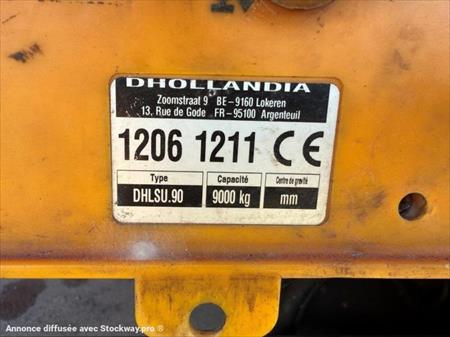 DHOLLANDIA
Zoomstraat 9 BE-9160 Lokeren
13, Rue de Gode FR-95100 Argenteuil
1206 1211 CE
Type Capacité Centre de gravité
DHLSU.90 9000 kg mm
Annonce diffusée avec Stockway.pro ®